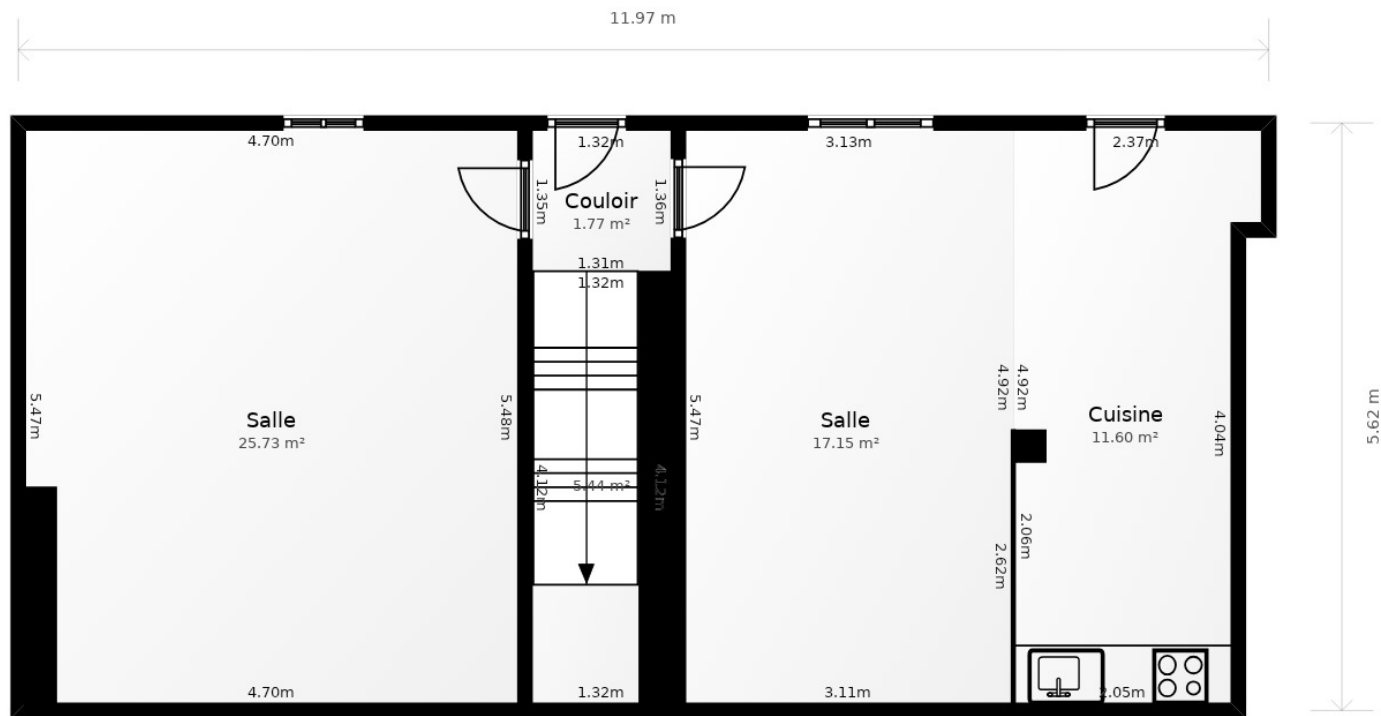 11.97 m
4.70m
1.32m
3.13m
2.37m
1.35m
1.36m
Couloir
1.77 m²
1.31m
1.32m
5.47m
5.48m
5.47m
4.92m
4.92m
4.04m
5.62 m
Salle
25.73 m²
Salle
17.15 m²
Cuisine
11.60 m²
4.12m
5.44 m²
4.12m
2.62m
2.06m
4.70m
1.32m
3.11m
2.05m